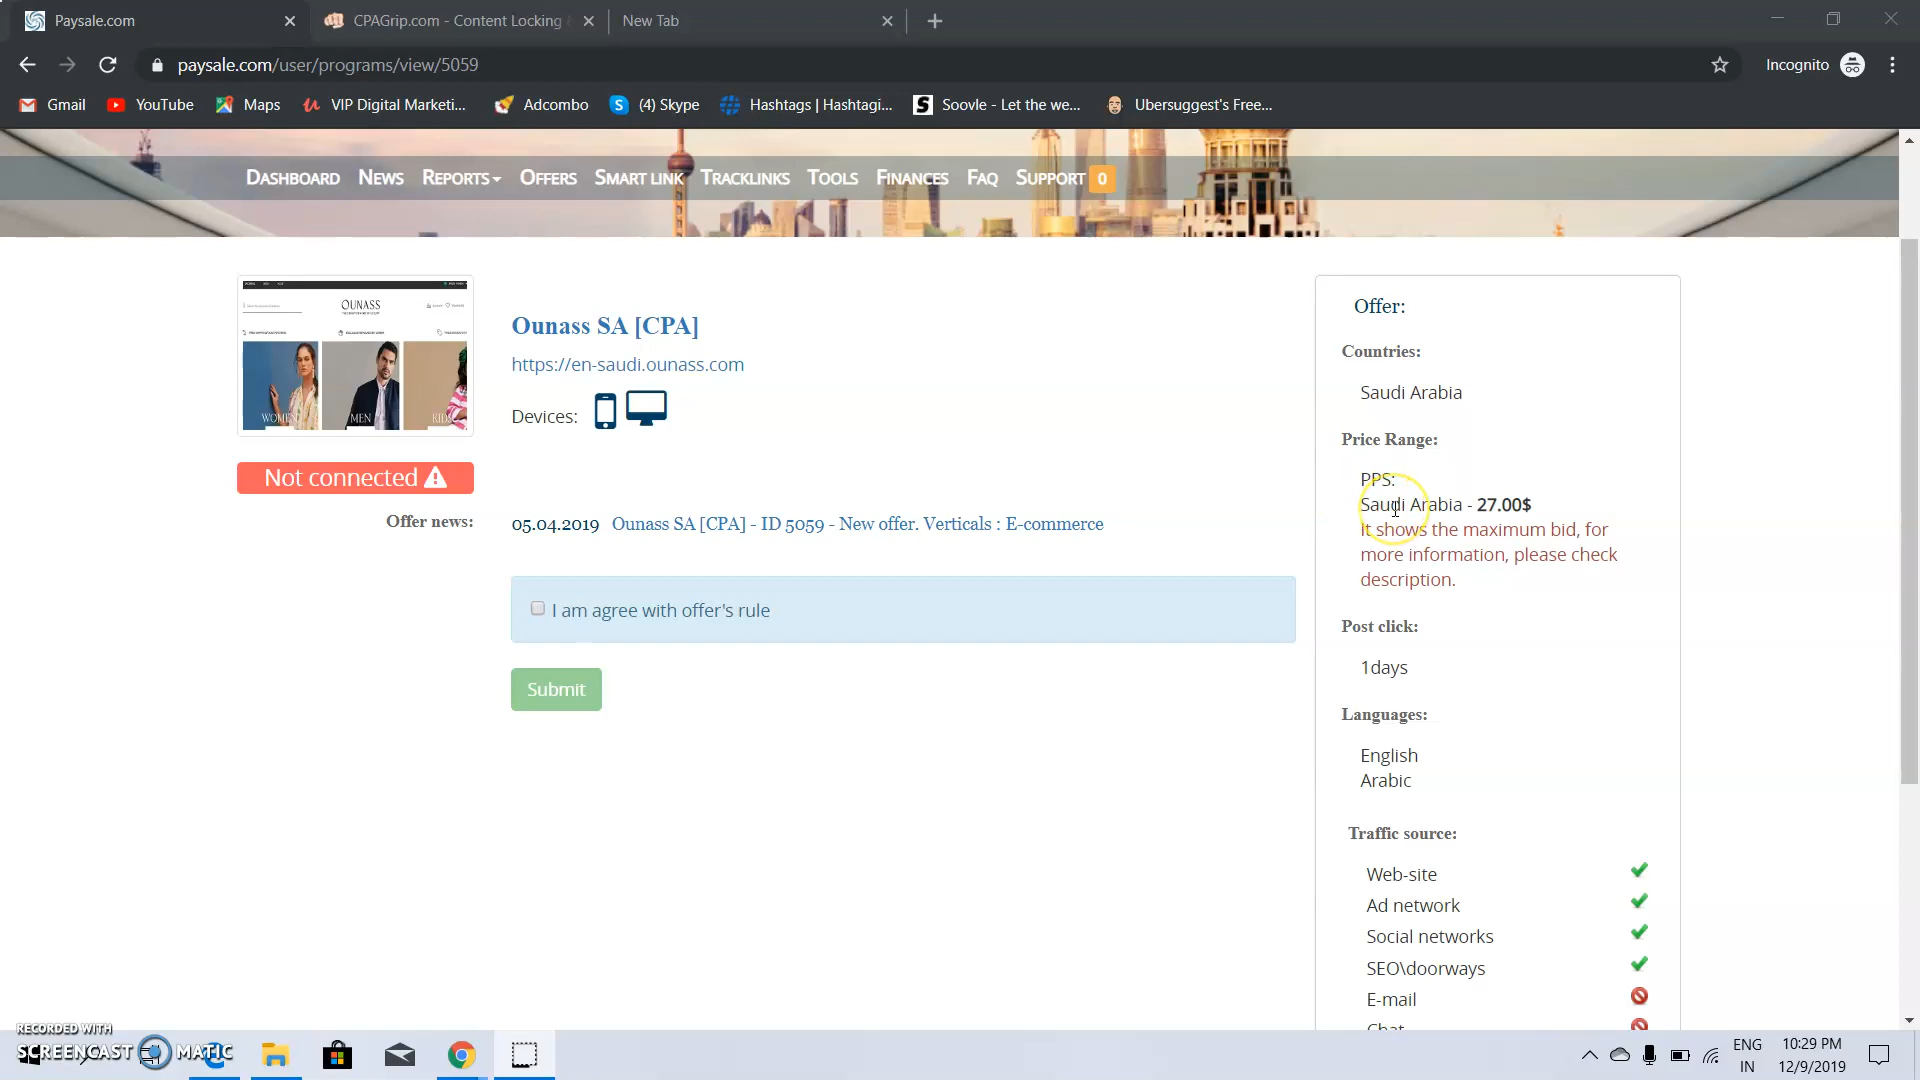 Paysale.com
CPAGrip.com - Content Locking
New Tab
paysale.com/user/programs/view/5059
Incognito
Gmail
YouTube
Maps
VIP Digital Marketi...
Adcombo
(4) Skype
Hashtags | Hashtagi...
Soovle - Let the we...
Ubersuggest's Free...
DASHBOARD
NEWS
REPORTS
OFFERS
SMART LINK
TRACKLINKS
TOOLS
FINANCES
FAQ
SUPPORT 0
OUNASS
WOMEN
MEN
KIDS
Not connected
Ounass SA [CPA]
https://en-saudi.ounass.com
Devices:
Offer news:
05.04.2019 Ounass SA [CPA] - ID 5059 - New offer. Verticals : E-commerce
I am agree with offer's rule
Submit
Offer:
Countries:
Saudi Arabia
Price Range:
PPS:
Saudi Arabia - 27.00$
It shows the maximum bid, for
more information, please check
description.
Post click:
1days
Languages:
English
Arabic
Traffic source:
Web-site
Ad network
Social networks
SEO\doorways
E-mail
Chat
RECORDED WITH
SCREENCAST MATIC
ENG
IN
10:29 PM
12/9/2019